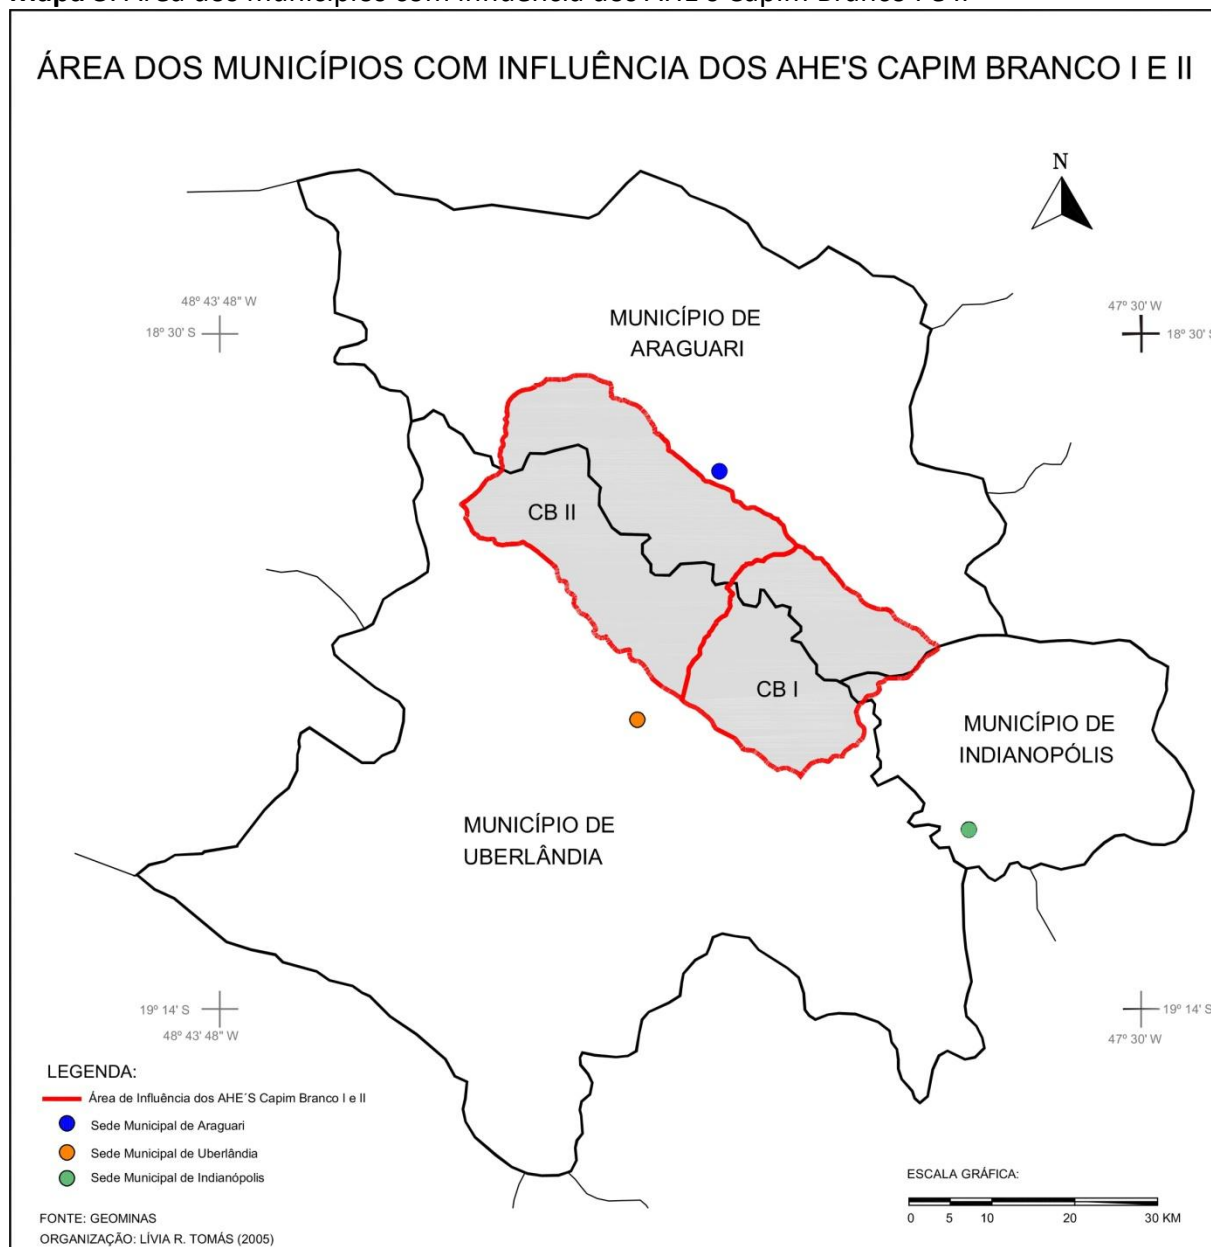 ÁREA DOS MUNICÍPIOS COM INFLUÊNCIA DOS AHE'S CAPIM BRANCO I E II
N
48º 43' 48" W
18º 30' S
47º 30' W
18º 30' S
MUNICÍPIO DE
ARAGUARI
CB II
CB I
MUNICÍPIO DE
INDIANOPÓLIS
MUNICÍPIO DE
UBERLÂNDIA
19º 14' S
48º 43' 48" W
19º 14' S
47º 30' W
LEGENDA:
Área de Influência dos AHE´S Capim Branco I e II
Sede Municipal de Araguari
Sede Municipal de Uberlândia
Sede Municipal de Indianópolis
ESCALA GRÁFICA:
0 5 10 20 30 KM
FONTE: GEOMINAS
ORGANIZAÇÃO: LÍVIA R. TOMÁS (2005)